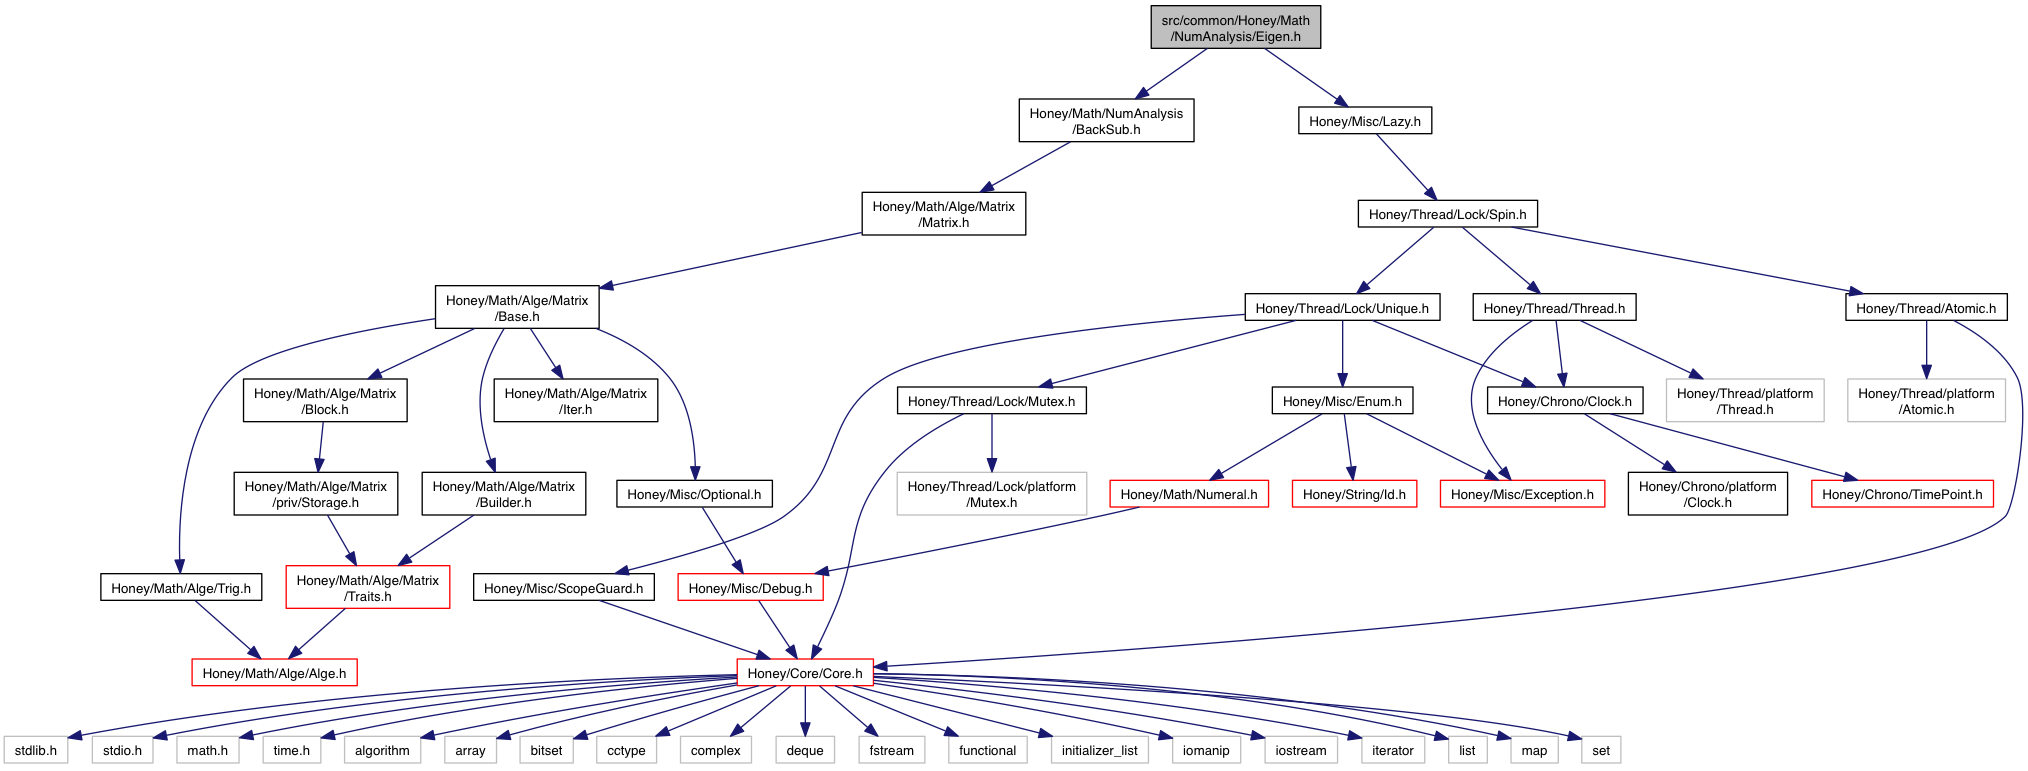 src/common/Honey/Math
/NumAnalysis/Eigen.h
Honey/Math/NumAnalysis
/BackSub.h
Honey/Misc/Lazy.h
Honey/Math/Alge/Matrix
/Matrix.h
Honey/Thread/Lock/Spin.h
Honey/Math/Alge/Matrix
/Base.h
Honey/Thread/Lock/Unique.h
Honey/Thread/Thread.h
Honey/Thread/Atomic.h
Honey/Math/Alge/Matrix
/Block.h
Honey/Math/Alge/Matrix
/Iter.h
Honey/Thread/Lock/Mutex.h
Honey/Misc/Enum.h
Honey/Chrono/Clock.h
Honey/Thread/platform
/Thread.h
Honey/Thread/platform
/Atomic.h
Honey/Math/Alge/Matrix
/priv/Storage.h
Honey/Math/Alge/Matrix
/Builder.h
Honey/Misc/Optional.h
Honey/Thread/Lock/platform
/Mutex.h
Honey/Math/Numeral.h
Honey/String/Id.h
Honey/Misc/Exception.h
Honey/Chrono/platform
/Clock.h
Honey/Chrono/TimePoint.h
Honey/Math/Alge/Trig.h
Honey/Math/Alge/Matrix
/Traits.h
Honey/Misc/ScopeGuard.h
Honey/Misc/Debug.h
Honey/Math/Alge/Alge.h
Honey/Core/Core.h
stdlib.h
stdio.h
math.h
time.h
algorithm
array
bitset
cctype
complex
deque
fstream
functional
initializer_list
iomanip
iostream
iterator
list
map
set